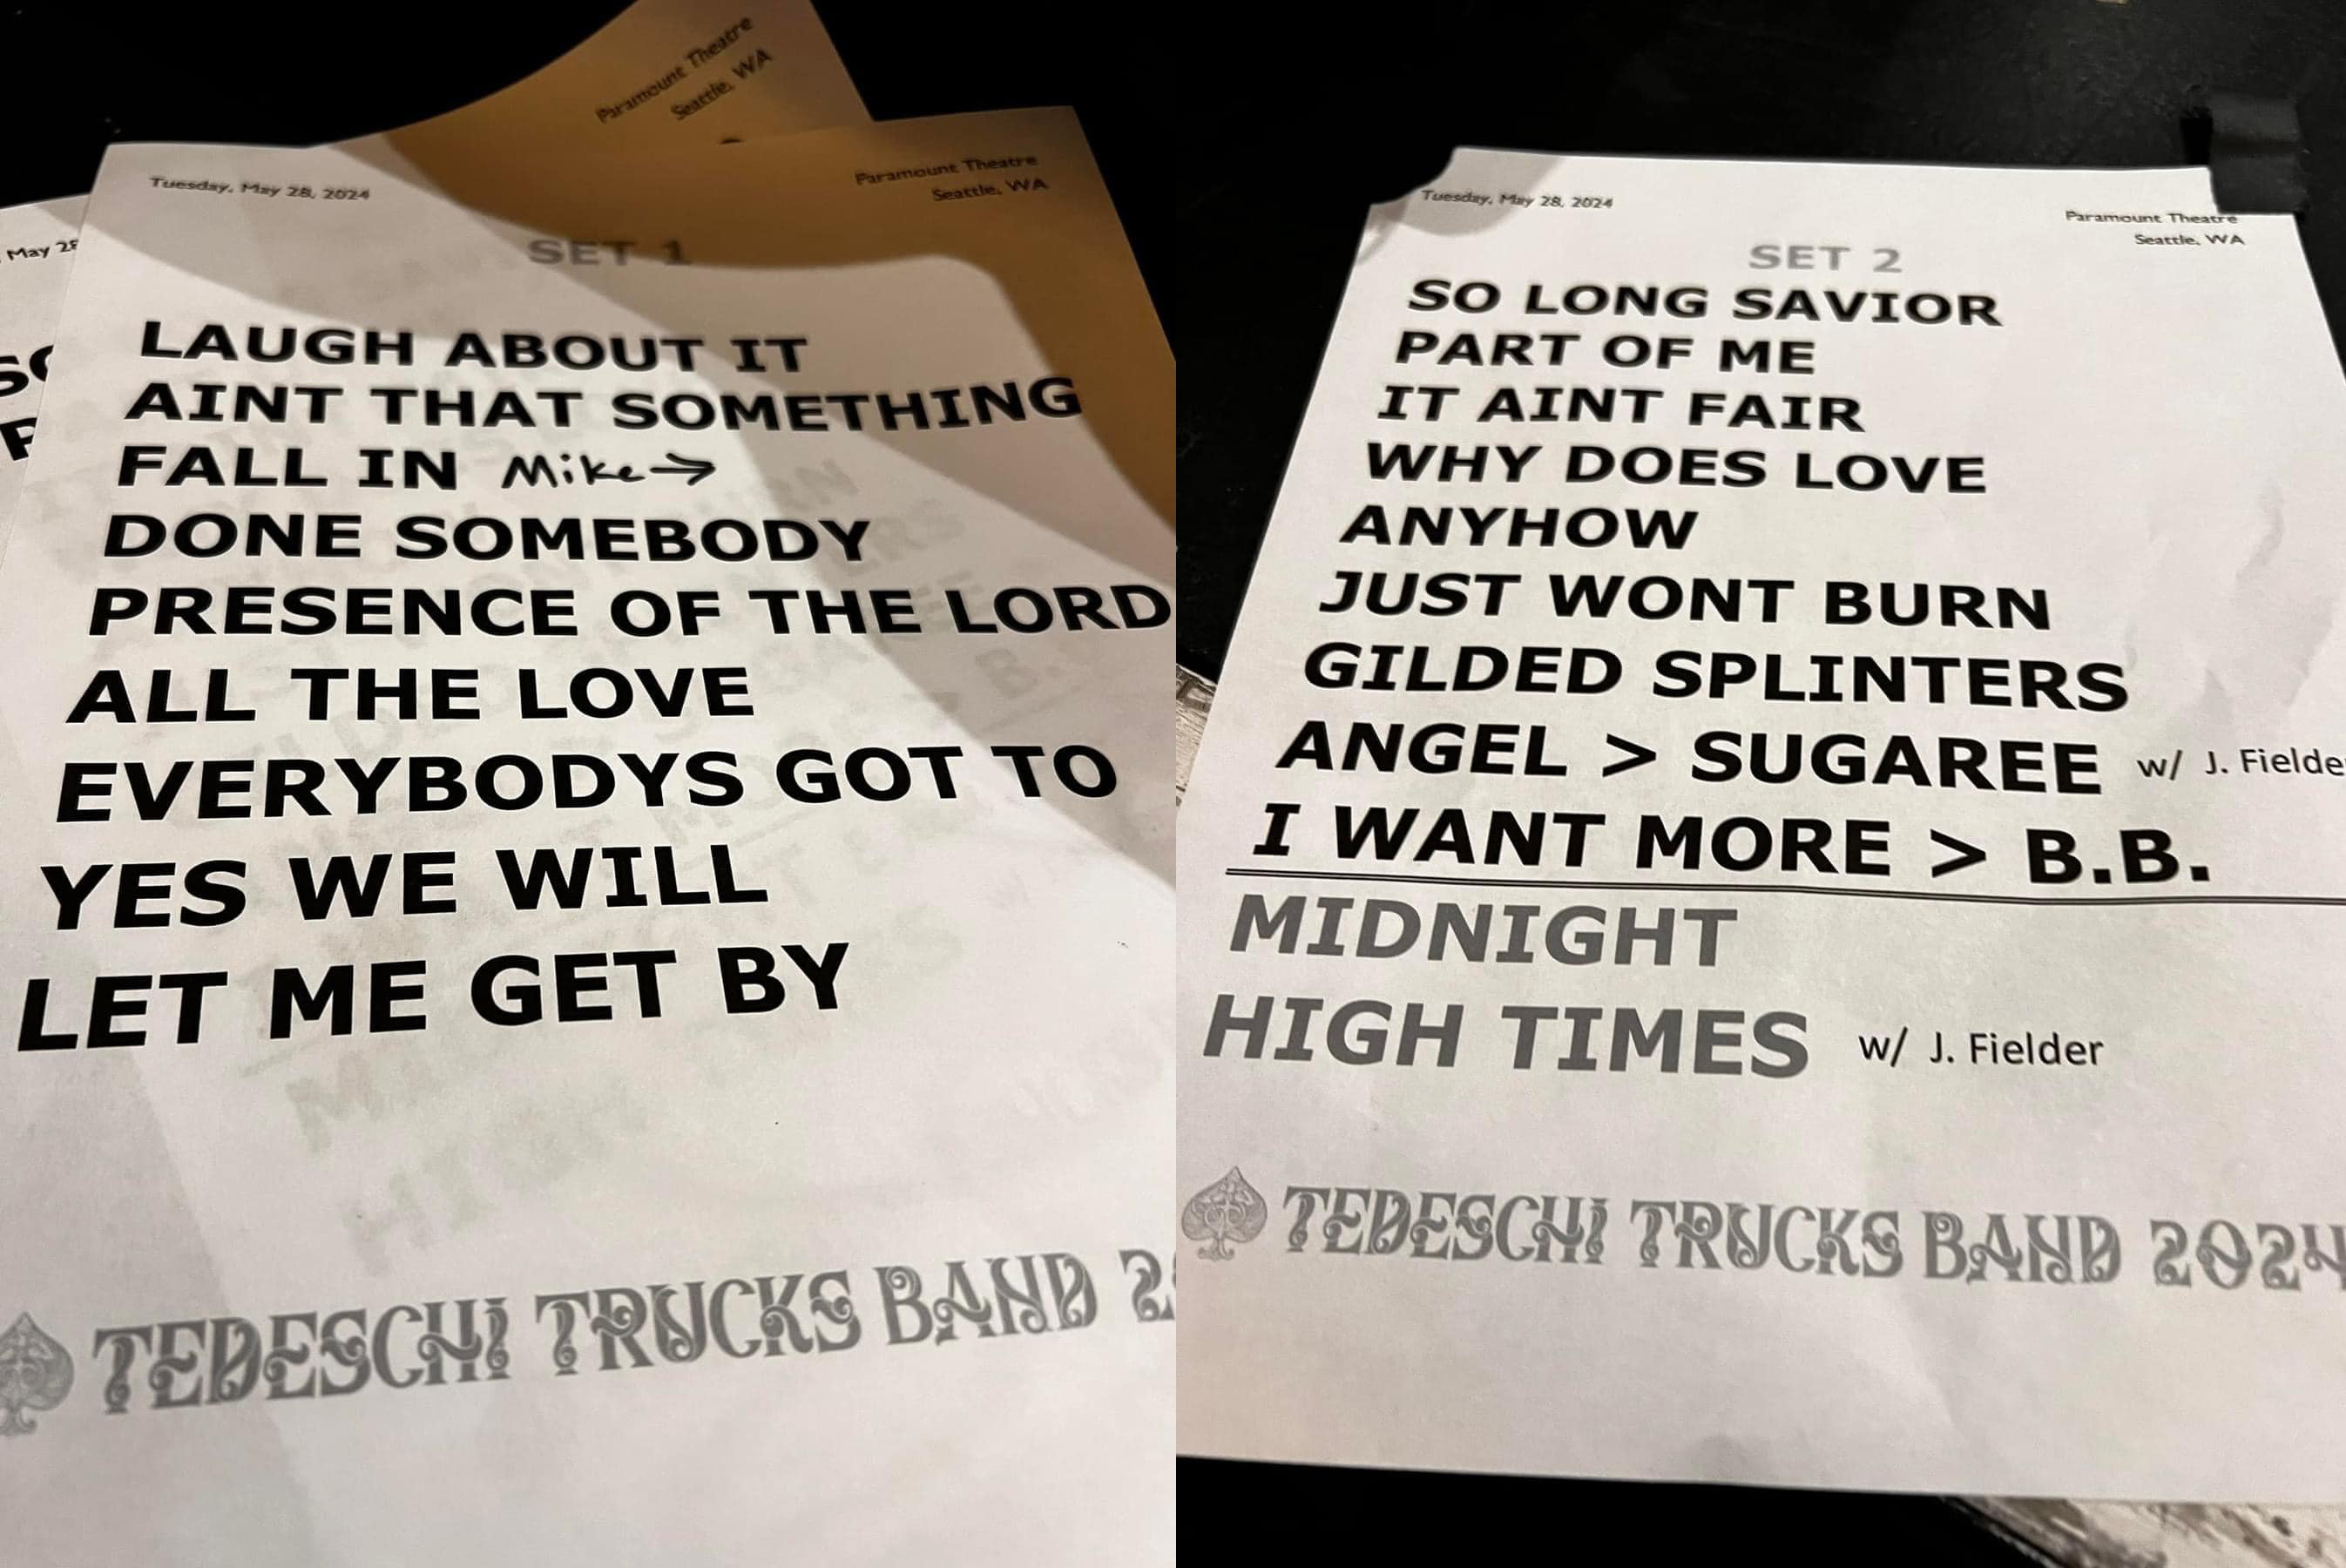 Paramount Theatre
Seattle, WA
Paramount Theatre
Seattle, WA
Tuesday, May 28, 2024
May 28
SET 1
LAUGH ABOUT IT
AINT THAT SOMETHING
FALL IN Mike→
DONE SOMEBODY
PRESENCE OF THE LORD
ALL THE LOVE
EVERYBODYS GOT TO
YES WE WILL
LET ME GET BY
TEDESCHI TRUCKS BAND 2
Tuesday, May 28, 2024
Paramount Theatre
Seattle, WA
SET 2
SO LONG SAVIOR
PART OF ME
IT AINT FAIR
WHY DOES LOVE
ANYHOW
JUST WONT BURN
GILDED SPLINTERS
ANGEL > SUGAREE w/ J. Fielder
I WANT MORE > B.B.
MIDNIGHT
HIGH TIMES w/ J. Fielder
TEDESCHI TRUCKS BAND 2024